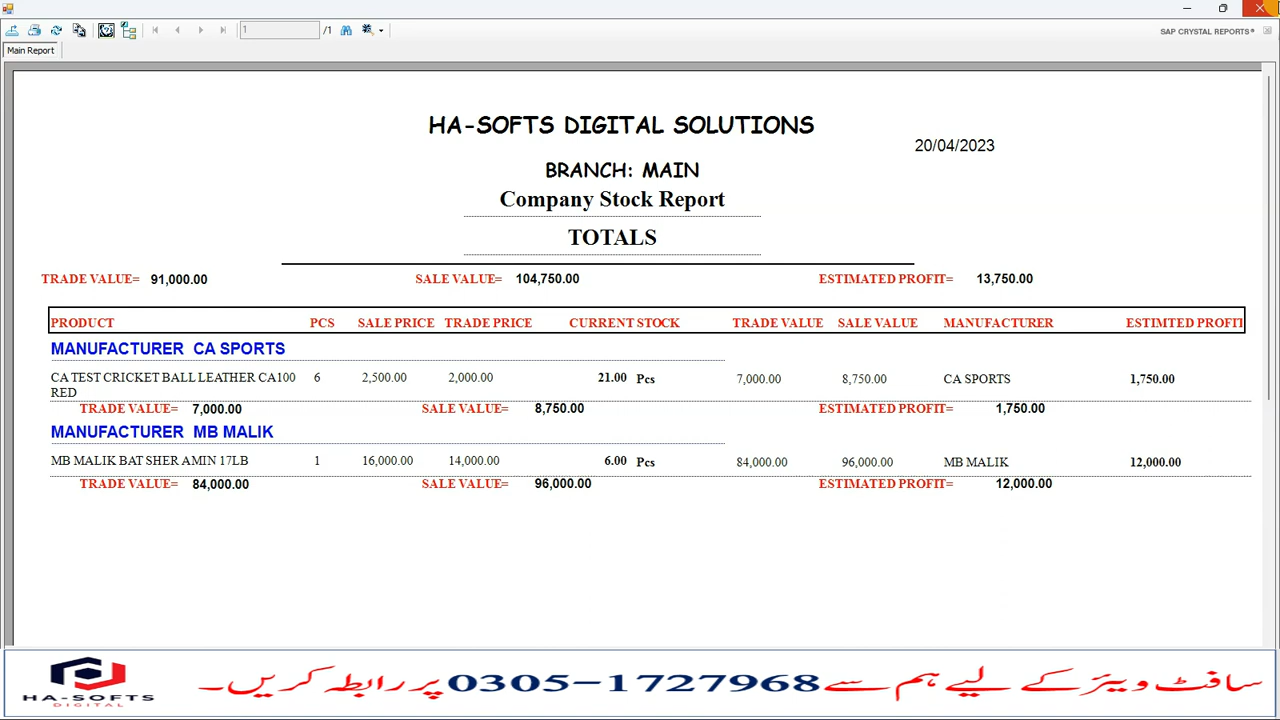 1 /1
SAP CRYSTAL REPORTS®
Main Report
HA-SOFTS DIGITAL SOLUTIONS
20/04/2023
BRANCH: MAIN
Company Stock Report
TOTALS
TRADE VALUE= 91,000.00 SALE VALUE= 104,750.00 ESTIMATED PROFIT= 13,750.00
PRODUCT PCS SALE PRICE TRADE PRICE CURRENT STOCK TRADE VALUE SALE VALUE MANUFACTURER ESTIMTED PROFIT
MANUFACTURER CA SPORTS
CA TEST CRICKET BALL LEATHER CA100 6 2,500.00 2,000.00 21.00 Pcs 7,000.00 8,750.00 CA SPORTS 1,750.00
RED
TRADE VALUE= 7,000.00 SALE VALUE= 8,750.00 ESTIMATED PROFIT= 1,750.00
MANUFACTURER MB MALIK
MB MALIK BAT SHER AMIN 17LB 1 16,000.00 14,000.00 6.00 Pcs 84,000.00 96,000.00 MB MALIK 12,000.00
TRADE VALUE= 84,000.00 SALE VALUE= 96,000.00 ESTIMATED PROFIT= 12,000.00
سافٹ ویئر کے لیے ہم سے 0305-1727968 پر رابطہ کریں۔
HA-SOFTS
DIGITAL